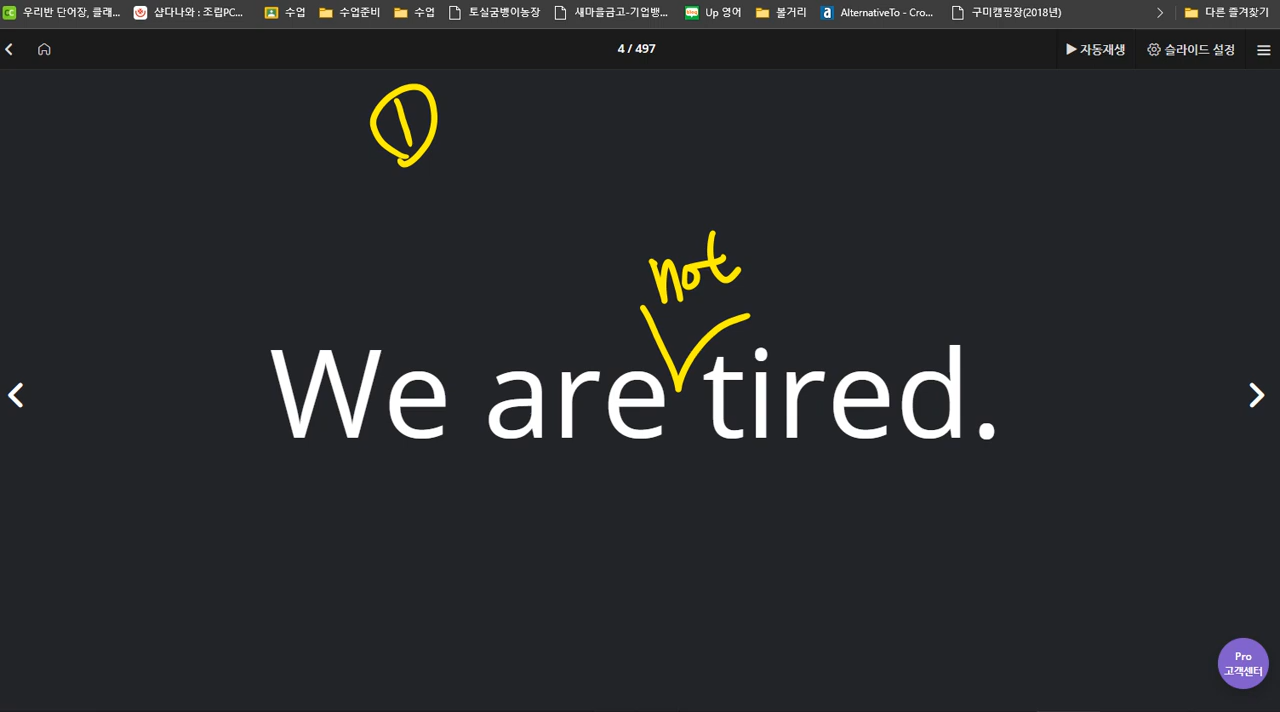 우리반 단어장, 클래... 샵다나와 : 조립PC... 수업 수업준비 수업 토실굼벵이농장 새마을금고-기업뱅... Up 영어 볼거리 AlternativeTo - Cro... 구미캠핑장(2018년) 다른 즐겨찾기
4 / 497 자동재생 슬라이드 설정
1
not
We are tired.
Pro
고객센터